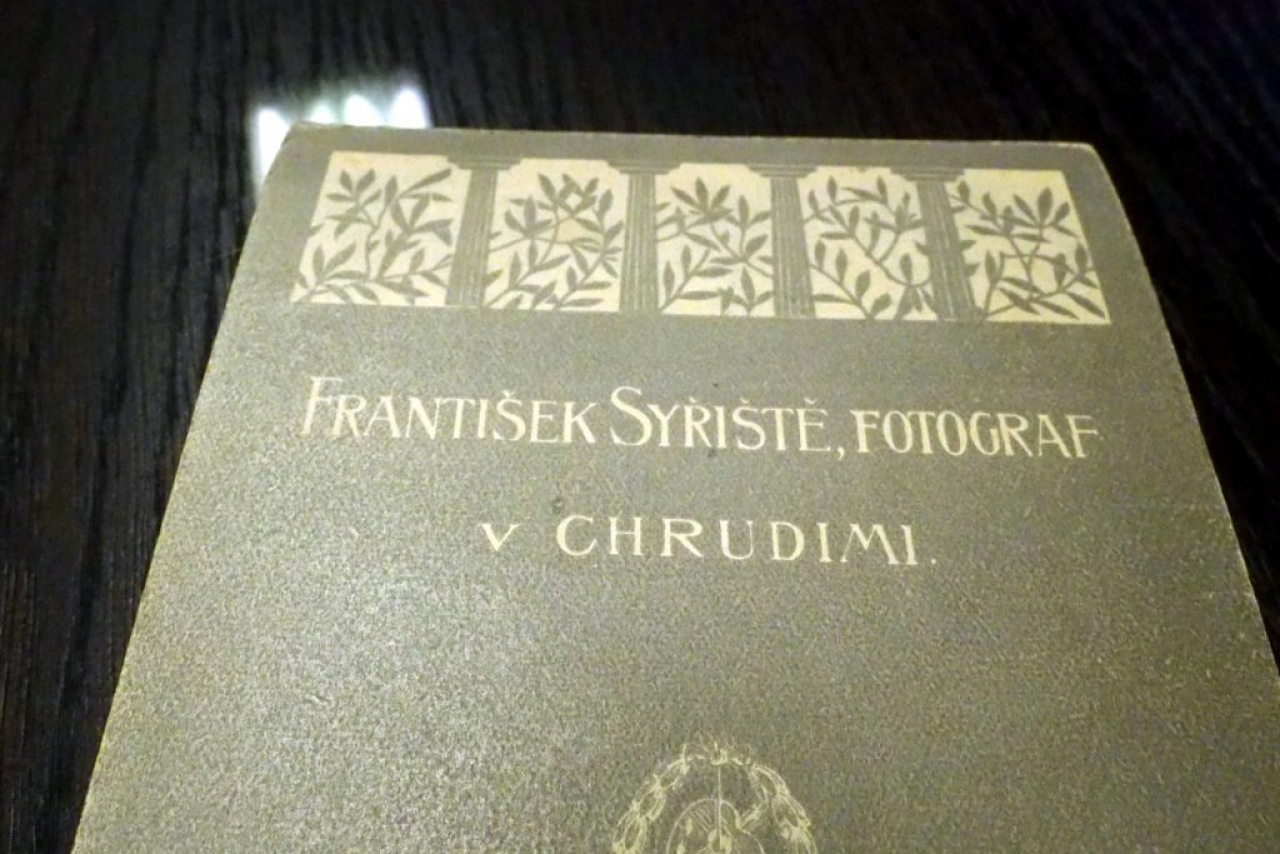 FRANTIŠEK SYŘIŠTĚ, FOTOGRAF
V CHRUDIMI.